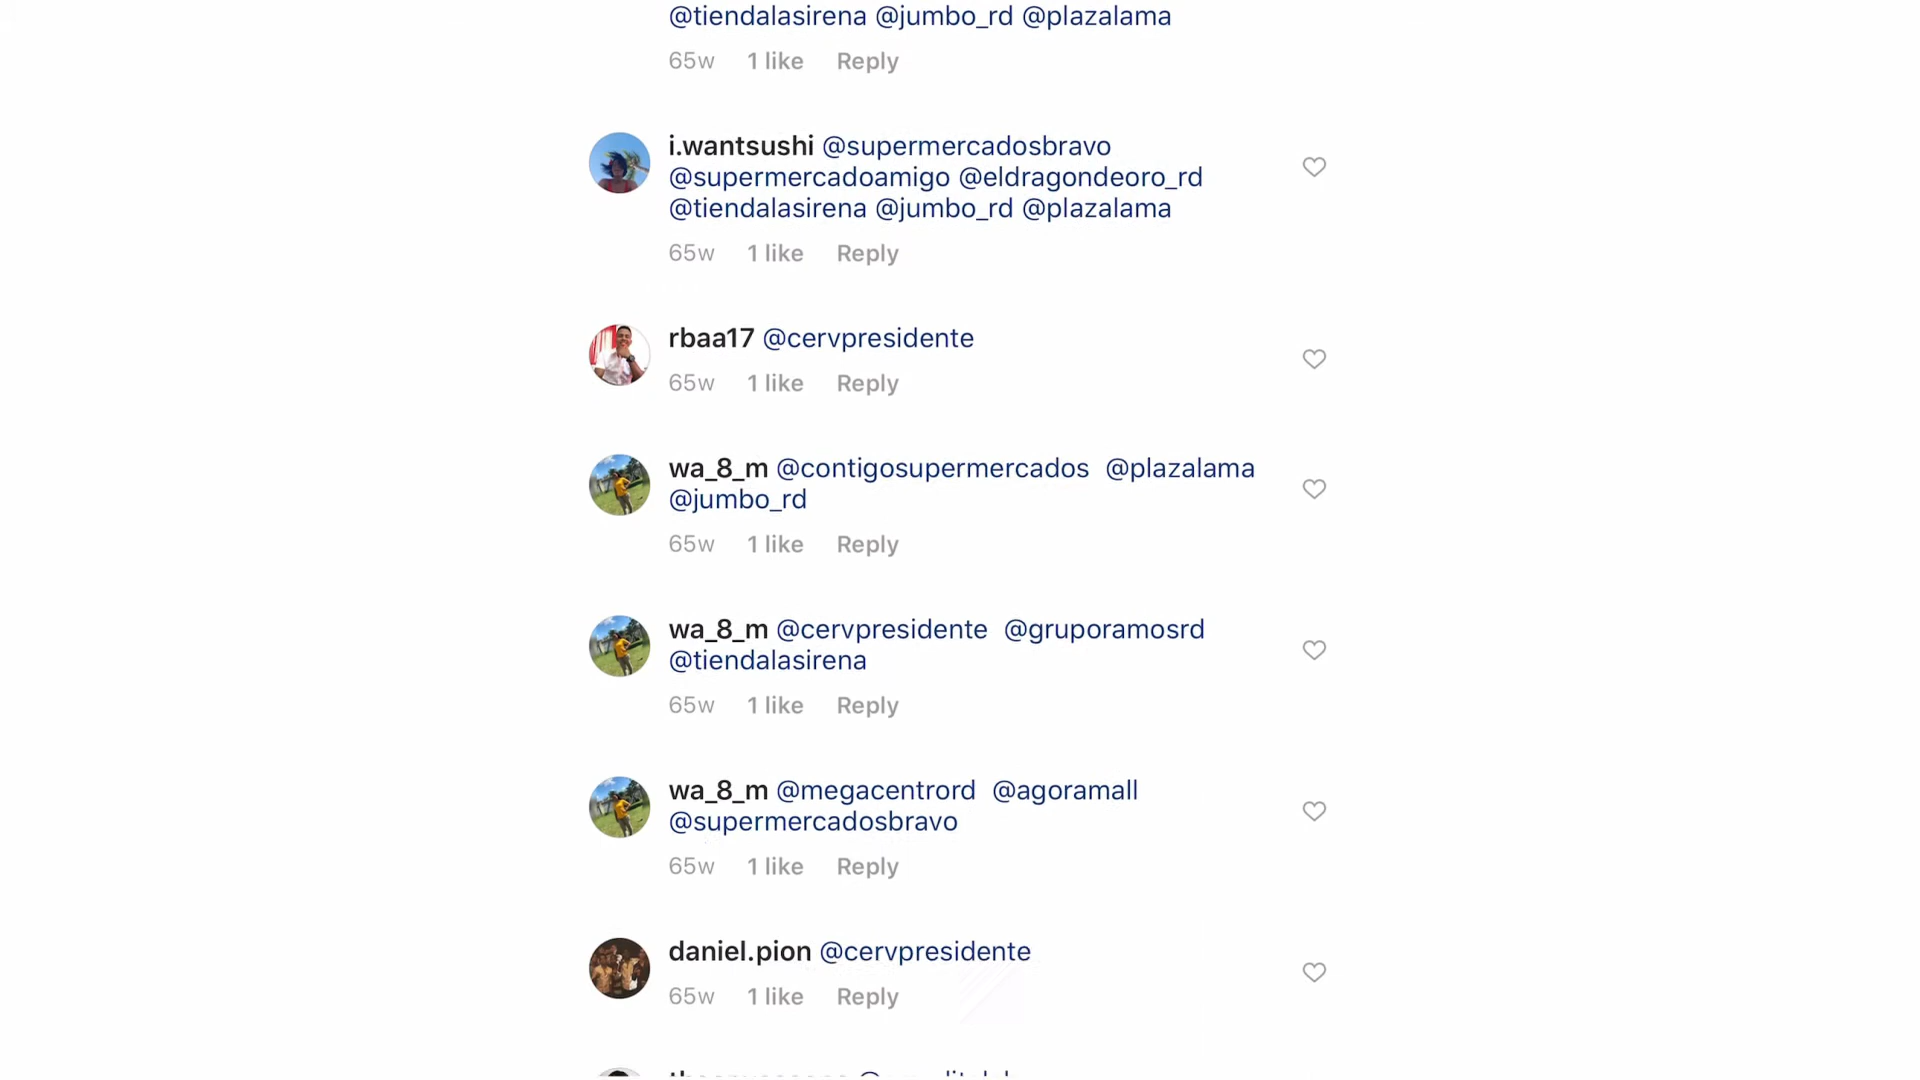 @tiendalasirena @jumbo_rd @plazalama
65w 1 like Reply
i.wantsushi @supermercadosbravo
@supermercadoamigo @eldragondeoro_rd
@tiendalasirena @jumbo_rd @plazalama
65w 1 like Reply
rbaa17 @cervpresidente
65w 1 like Reply
wa_8_m @contigosupermercados @plazalama
@jumbo_rd
65w 1 like Reply
wa_8_m @cervpresidente @gruporamosrd
@tiendalasirena
65w 1 like Reply
wa_8_m @megacentrord @agoramall
@supermercadosbravo
65w 1 like Reply
daniel.pion @cervpresidente
65w 1 like Reply